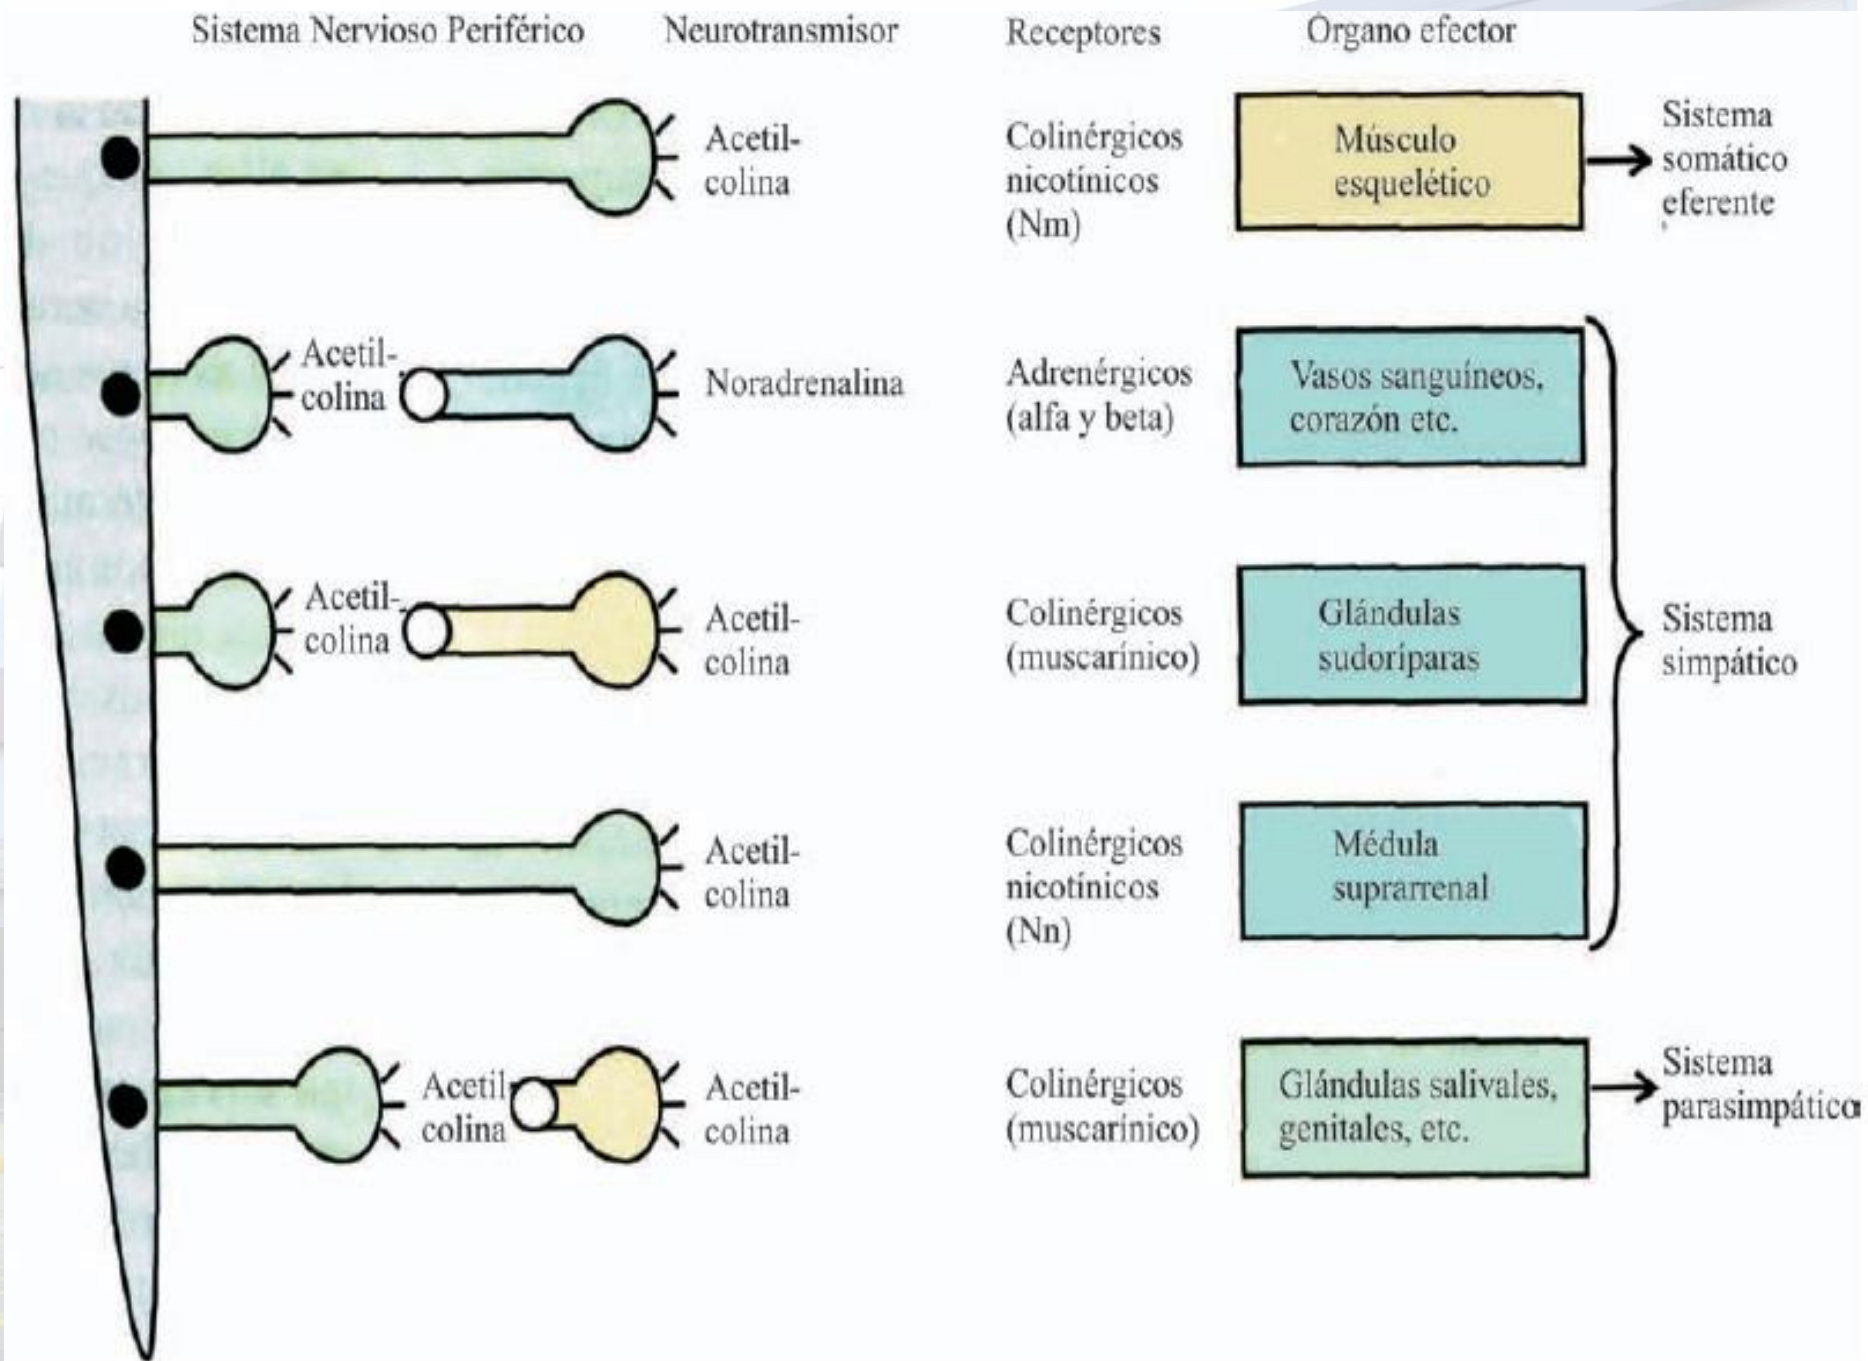 Sistema Nervioso Periférico
Neurotransmisor
Receptores
Organo efector
Acetil-
colina
Colinérgicos
nicotínicos
(Nm)
Músculo
esquelético
Sistema
somático
eferente
Acetil-
colina
Noradrenalina
Adrenérgicos
(alfa y beta)
Vasos sanguíneos,
corazón etc.
Acetil-
colina
Acetil-
colina
Colinérgicos
(muscarínico)
Glándulas
sudoríparas
Sistema
simpático
Acetil-
colina
Colinérgicos
nicotínicos
(Nn)
Médula
suprarrenal
Acetil
colina
Acetil-
colina
Colinérgicos
(muscarínico)
Glándulas salivales,
genitales, etc.
Sistema
parasimpático